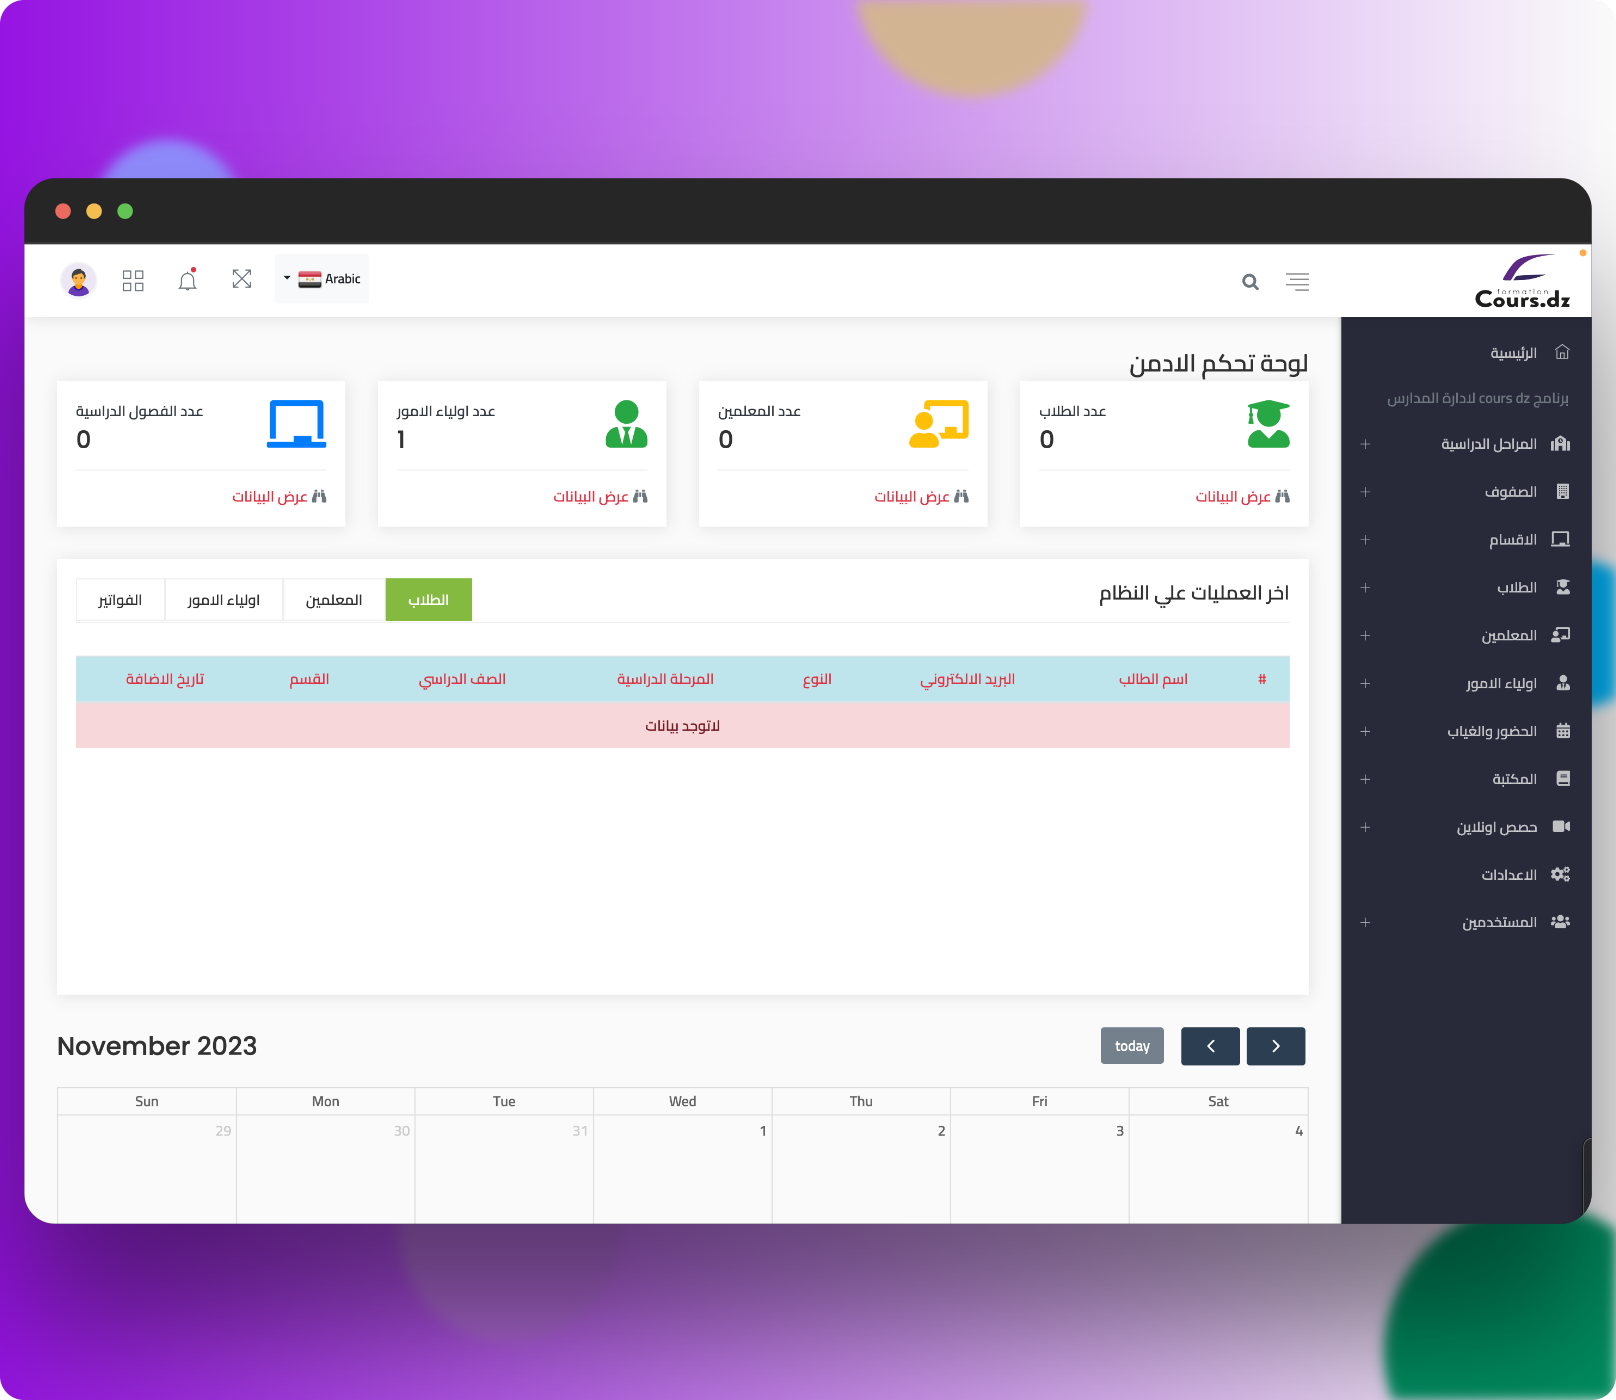 formation
Cours.dz
Arabic
الرئيسية
برنامج cours dz لادارة المدارس
المراحل الدراسية
الصفوف
الاقسام
الطلاب
المعلمين
اولياء الامور
الحضور والغياب
المكتبة
حصص اونلاين
الاعدادات
المستخدمين
لوحة تحكم الادمن
عدد الطلاب
0
عرض البيانات
عدد المعلمين
0
عرض البيانات
عدد اولياء الامور
1
عرض البيانات
عدد الفصول الدراسية
0
عرض البيانات
اخر العمليات علي النظام
الطلاب المعلمين اولياء الامور الفواتير
# اسم الطالب البريد الالكتروني النوع المرحلة الدراسية الصف الدراسي القسم تاريخ الاضافة
لاتوجد بيانات
November 2023
today
Sun Mon Tue Wed Thu Fri Sat
29 30 31 1 2 3 4